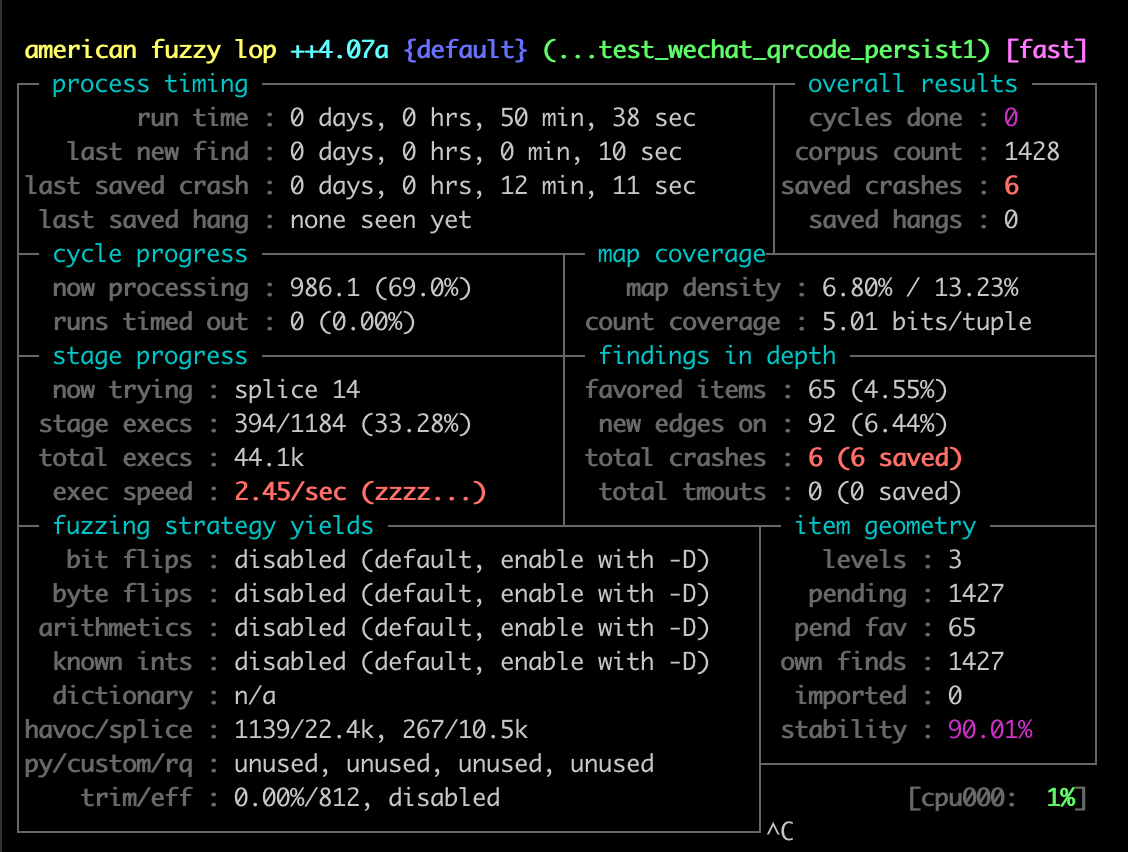 american fuzzy lop ++4.07a {default} (...test_wechat_qrcode_persist1) [fast]
process timing overall results
run time : 0 days, 0 hrs, 50 min, 38 sec cycles done : 0
last new find : 0 days, 0 hrs, 0 min, 10 sec corpus count : 1428
last saved crash : 0 days, 0 hrs, 12 min, 11 sec saved crashes : 6
last saved hang : none seen yet saved hangs : 0
cycle progress map coverage
now processing : 986.1 (69.0%) map density : 6.80% / 13.23%
runs timed out : 0 (0.00%) count coverage : 5.01 bits/tuple
stage progress findings in depth
now trying : splice 14 favored items : 65 (4.55%)
stage execs : 394/1184 (33.28%) new edges on : 92 (6.44%)
total execs : 44.1k total crashes : 6 (6 saved)
exec speed : 2.45/sec (zzzz...) total tmouts : 0 (0 saved)
fuzzing strategy yields item geometry
bit flips : disabled (default, enable with -D) levels : 3
byte flips : disabled (default, enable with -D) pending : 1427
arithmetics : disabled (default, enable with -D) pend fav : 65
known ints : disabled (default, enable with -D) own finds : 1427
dictionary : n/a imported : 0
havoc/splice : 1139/22.4k, 267/10.5k stability : 90.01%
py/custom/rq : unused, unused, unused, unused
trim/eff : 0.00%/812, disabled [cpu000: 1%]
^C